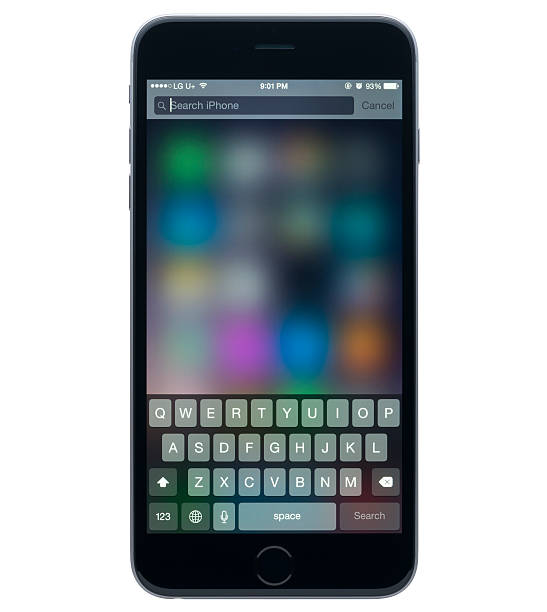 LG U+ 9:01 PM 93%
Search iPhone Cancel
Q W E R T Y U I O P
A S D F G H J K L
Z X C V B N M
123 space Search